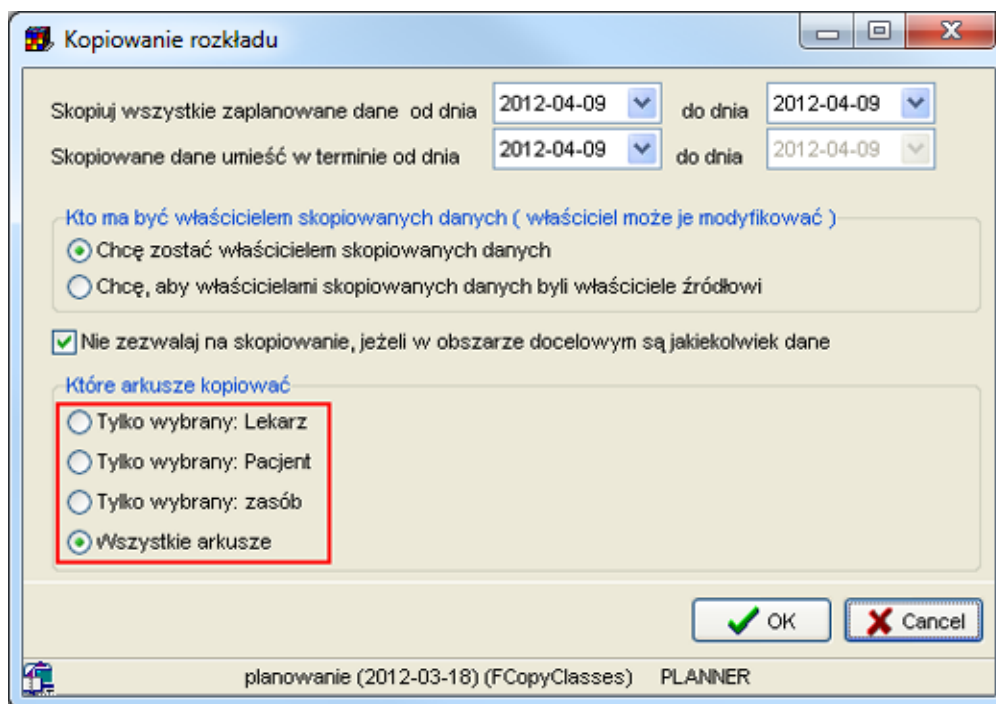 Kopiowanie rozkładu
Skopiuj wszystkie zaplanowane dane od dnia 2012-04-09 do dnia 2012-04-09
Skopiowane dane umieść w terminie od dnia 2012-04-09 do dnia 2012-04-09
Kto ma być właścicielem skopiowanych danych ( właściciel może je modyfikować )
Chcę zostać właścicielem skopiowanych danych
Chcę, aby właścicielami skopiowanych danych byli właściciele źródłowi
Nie zezwalaj na skopiowanie, jeżeli w obszarze docelowym są jakiekolwiek dane
Które arkusze kopiować
Tylko wybrany: Lekarz
Tylko wybrany: Pacjent
Tylko wybrany: zasób
Wszystkie arkusze
OK Cancel
planowanie (2012-03-18) (FCopyClasses) PLANNER